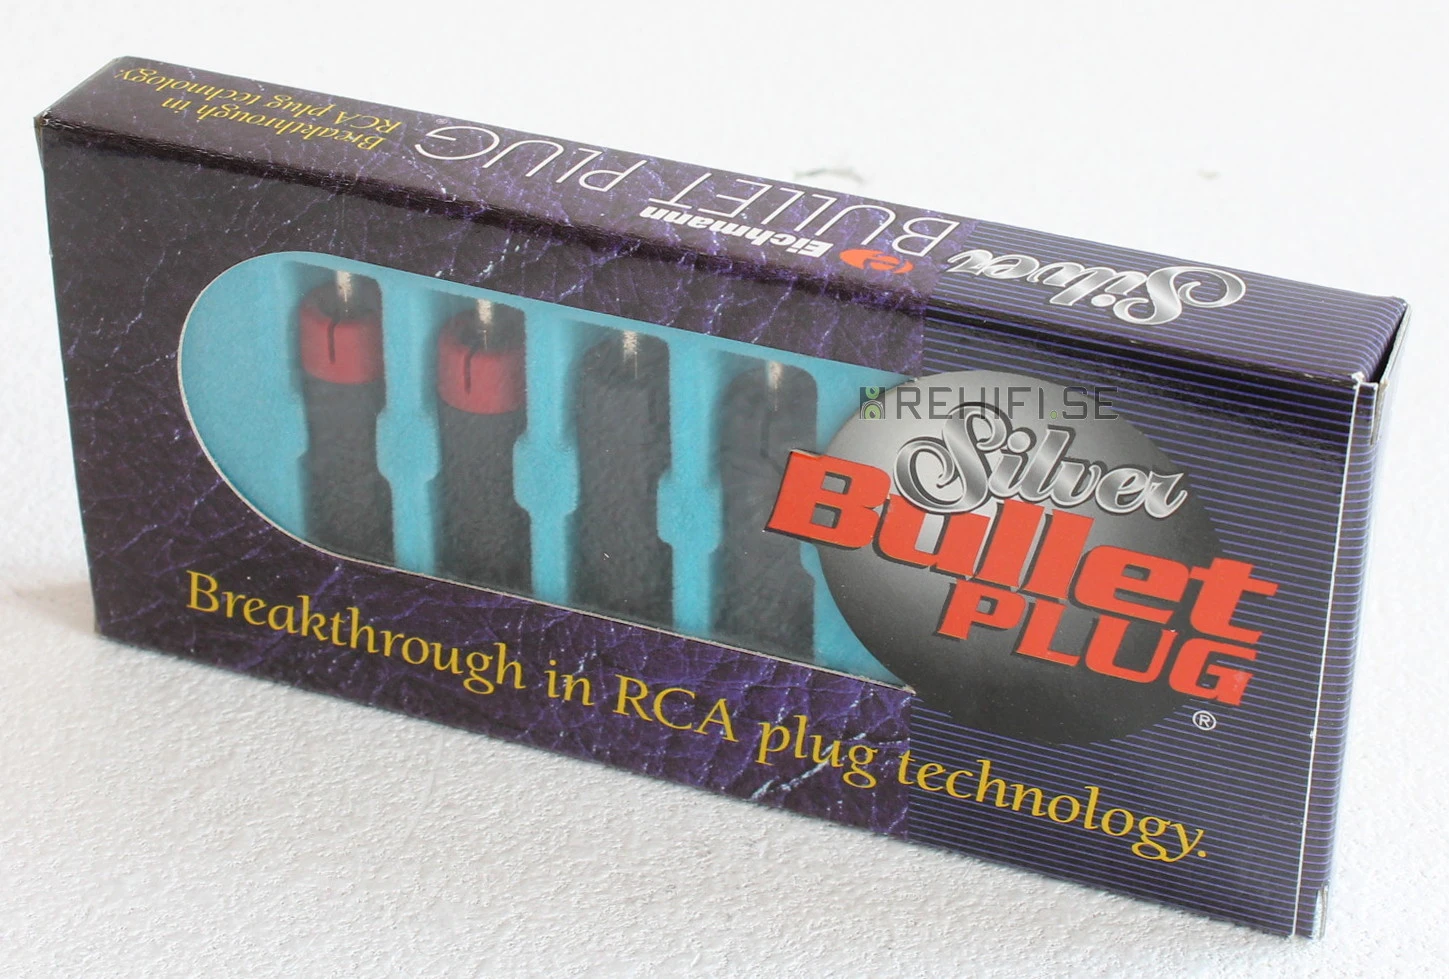 Breakthrough in
RCA plug technology.
Silver
BULLET PLUG®
e Eichmann
REHIFI.SE
Silver
Bullet
PLUG
®
Breakthrough in RCA plug technology.